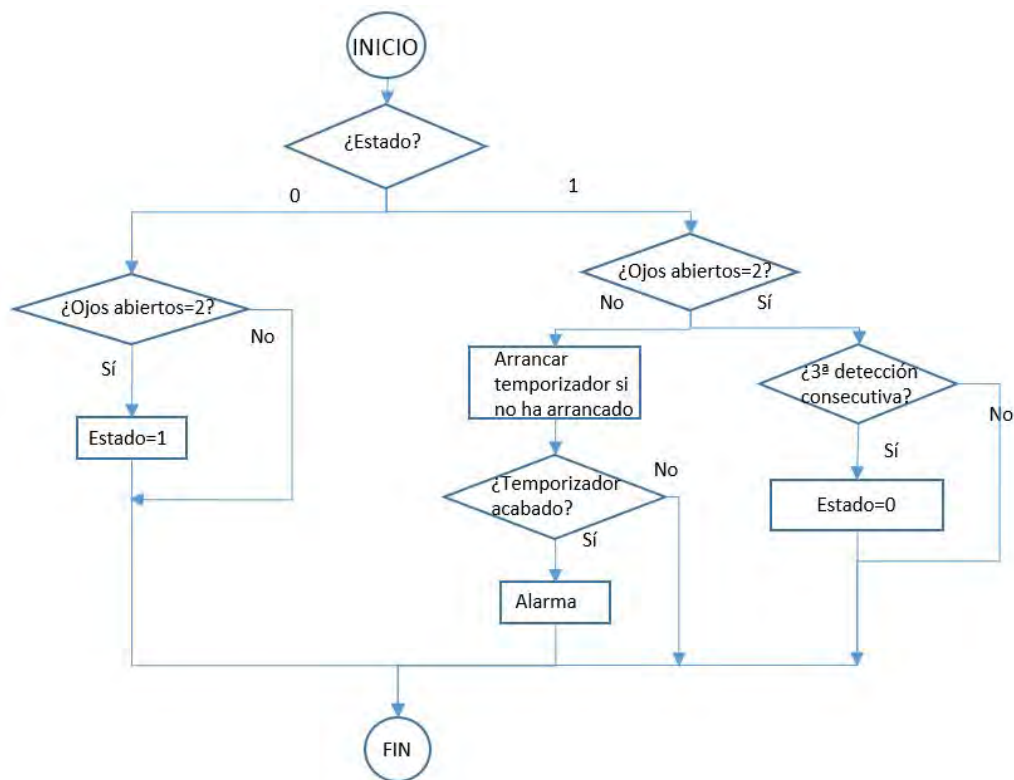 INICIO
¿Estado?
0
1
¿Ojos abiertos=2?
No
Sí
¿Ojos abiertos=2?
No
Sí
Arrancar
temporizador si
no ha arrancado
¿3ª detección
consecutiva?
No
Sí
Estado=1
¿Temporizador
acabado?
No
Sí
Estado=0
Alarma
FIN